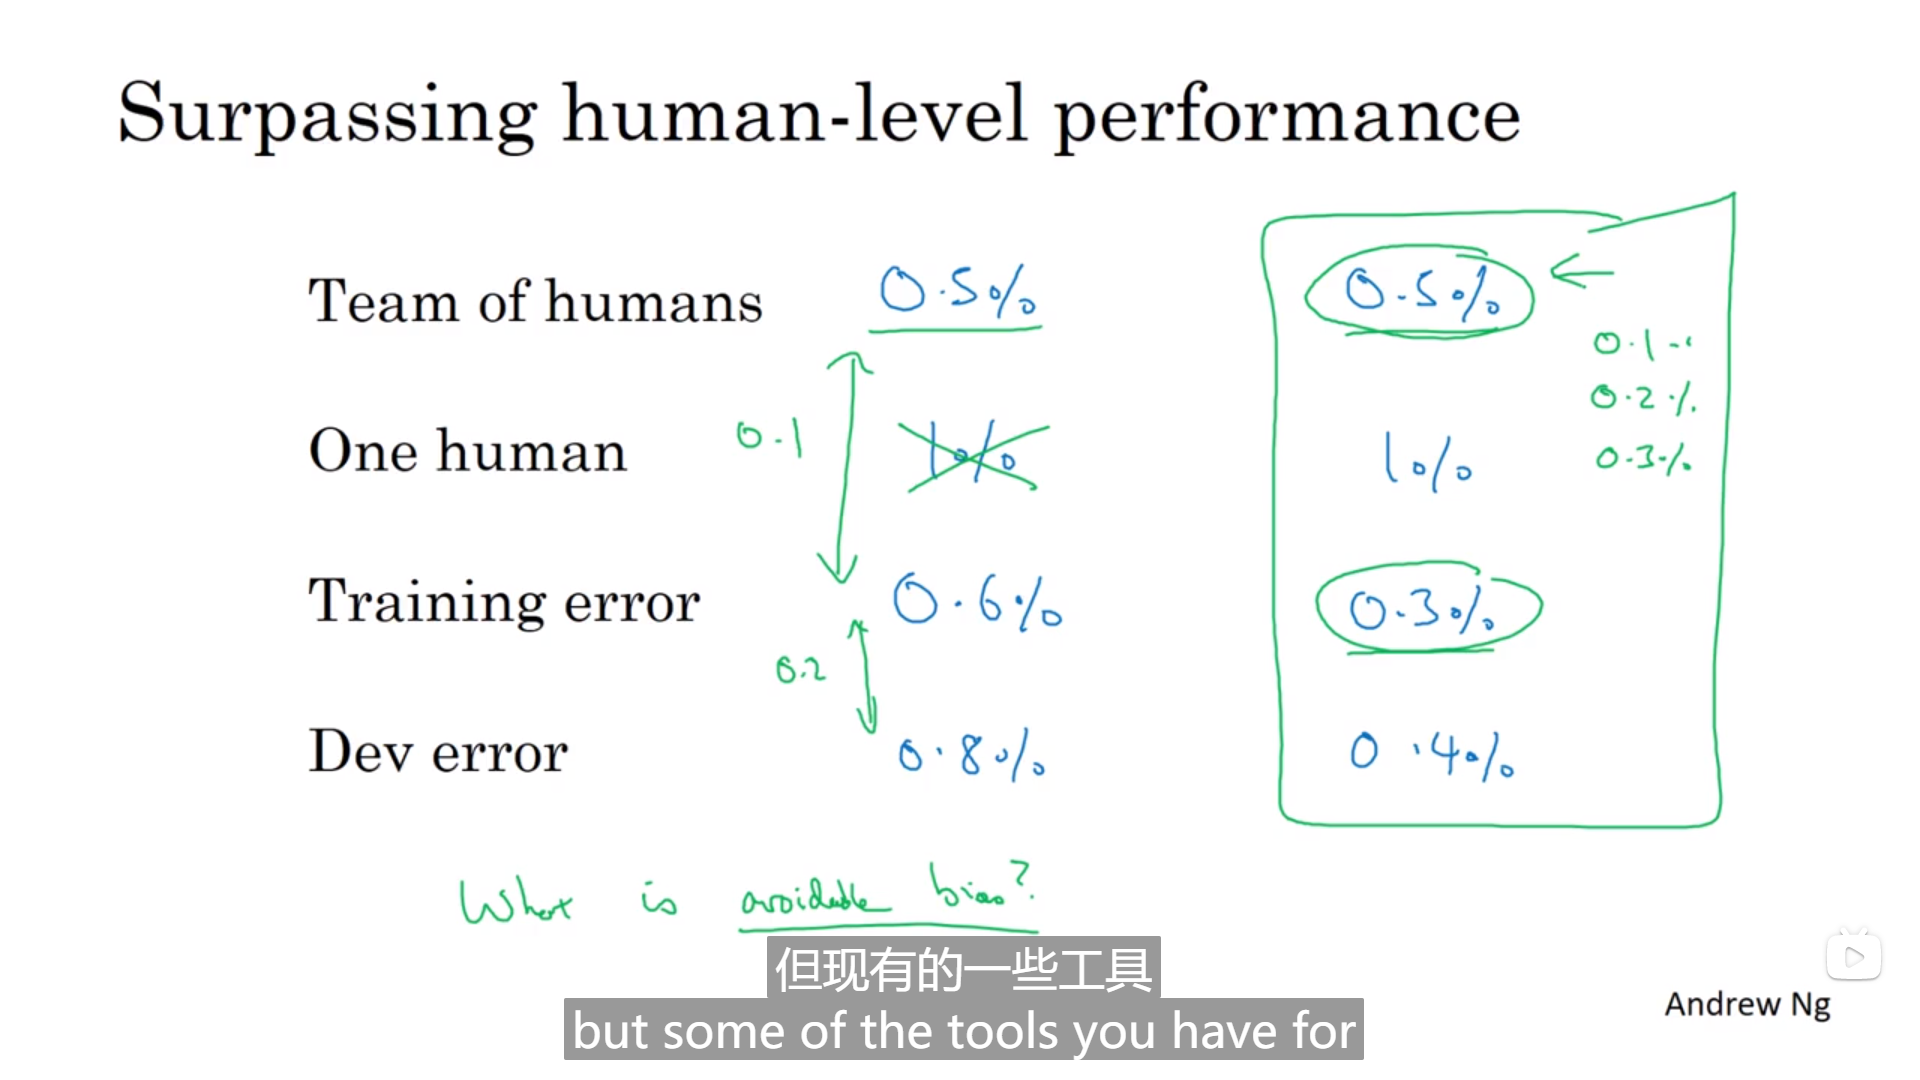 Surpassing human-level performance
Team of humans 0.5% 0.5%
0.1
0.2%
One human 0.1 1% 1% 0.3%
Training error 0.6% 0.3%
0.2
Dev error 0.8% 0.4%
What is avoidable bias?
但现有的一些工具
but some of the tools you have for
Andrew Ng